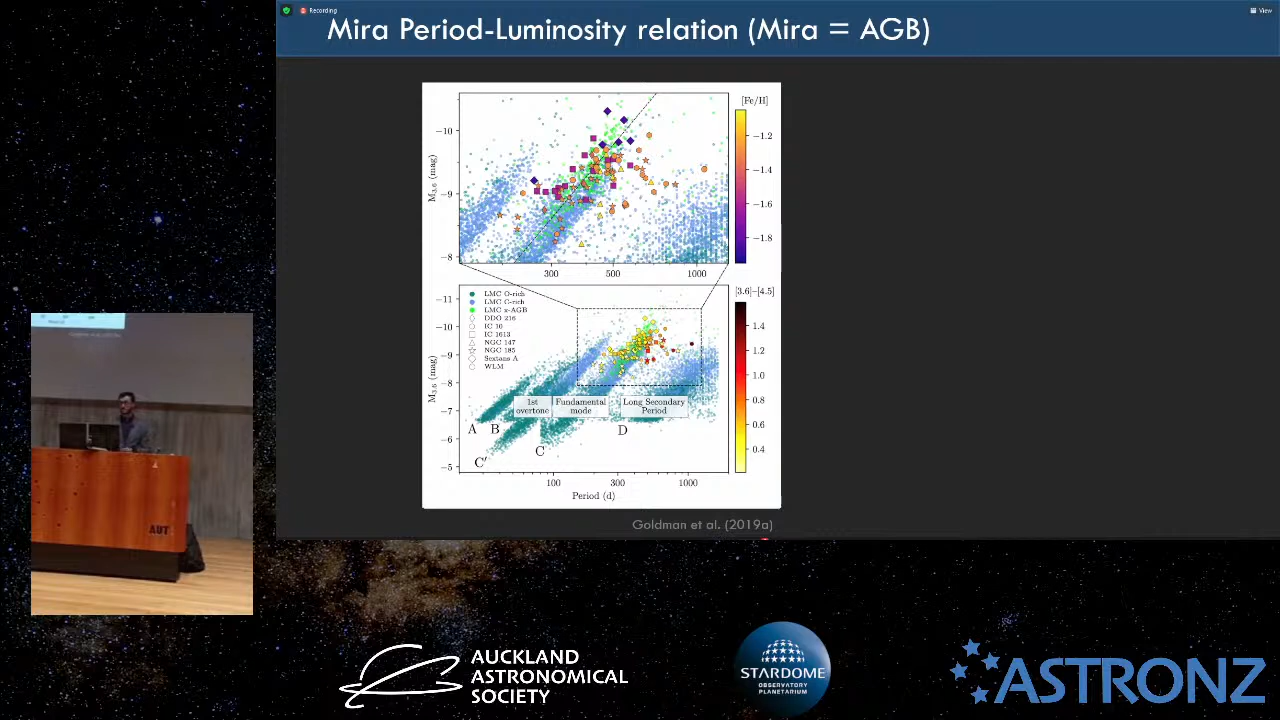 Recording
View
Mira Period-Luminosity relation (Mira = AGB)
[Fe/H]
−10
−9
−8
M3.6 (mag)
300
500
1000
−1.2
−1.4
−1.6
−1.8
[3.6]−[4.5]
−11
−10
−9
−8
−7
−6
−5
M3.6 (mag)
LMC O-rich
LMC C-rich
LMC x-AGB
DDO 216
IC 10
IC 1613
NGC 147
NGC 185
Sextans A
WLM
1st
overtone
Fundamental
mode
Long Secondary
Period
A
B
C′
C
D
1.4
1.2
1.0
0.8
0.6
0.4
100
300
1000
Period (d)
Goldman et al. (2019a)
AUT
AUCKLAND
ASTRONOMICAL
SOCIETY
STARDOME
OBSERVATORY
PLANETARIUM
ASTRONZ